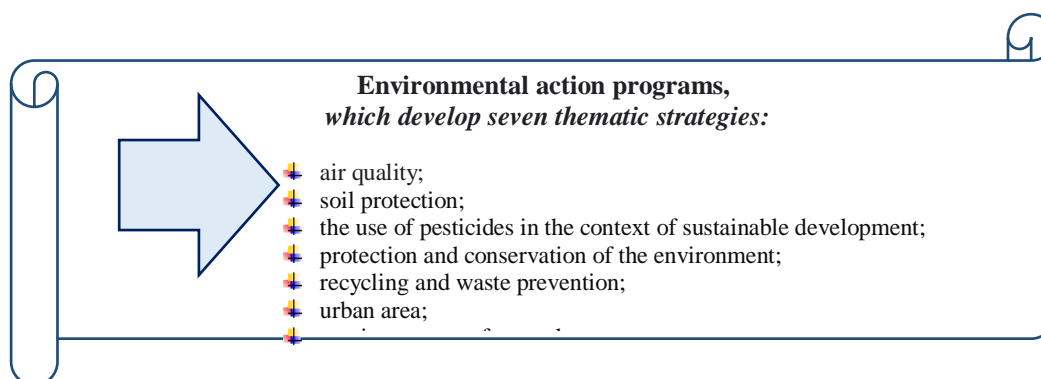 Environmental action programs,
which develop seven thematic strategies:
air quality;
soil protection;
the use of pesticides in the context of sustainable development;
protection and conservation of the environment;
recycling and waste prevention;
urban area;